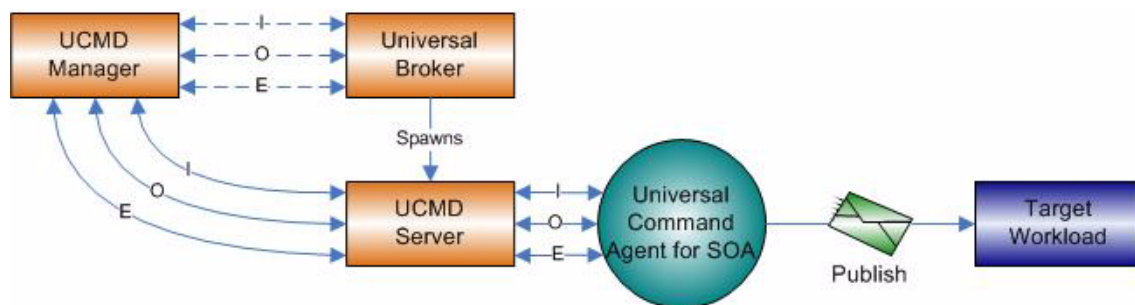 UCMD
Manager
I
O
E
Universal
Broker
Spawns
I
O
E
UCMD
Server
I
O
E
Universal
Command
Agent for SOA
Publish
Target
Workload